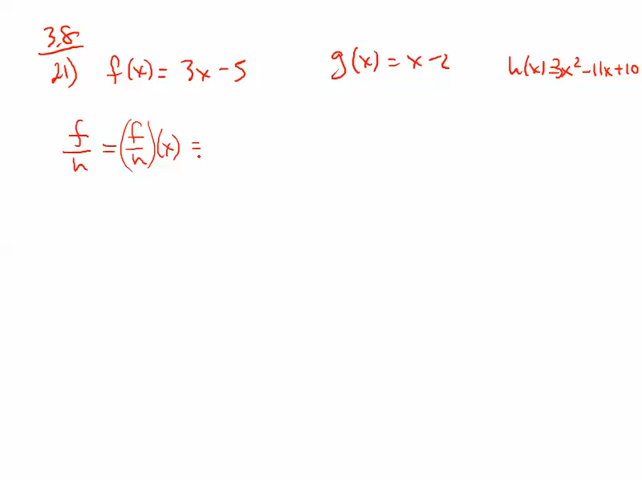 3.8
21) f(x) = 3x - 5 g(x) = x - 2 h(x) = 3x² - 11x + 10
f/h = (f/h)(x) =